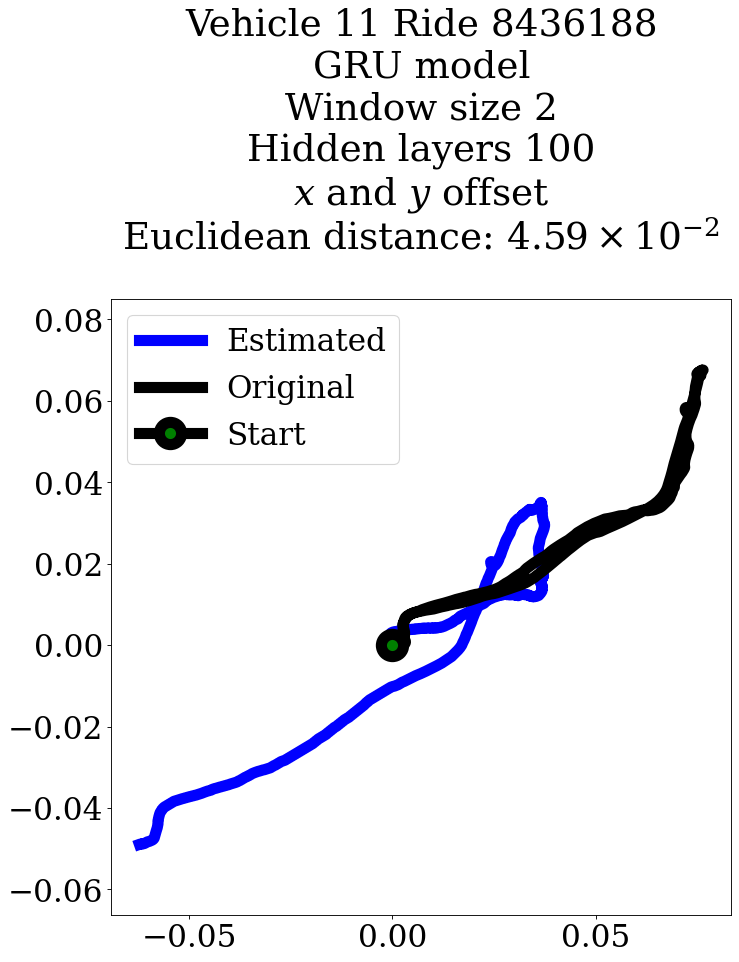 Vehicle 11 Ride 8436188
GRU model
Window size 2
Hidden layers 100
x and y offset
Euclidean distance: 4.59 × 10⁻²
Estimated
Original
Start
0.08
0.06
0.04
0.02
0.00
−0.02
−0.04
−0.06
−0.05 0.00 0.05